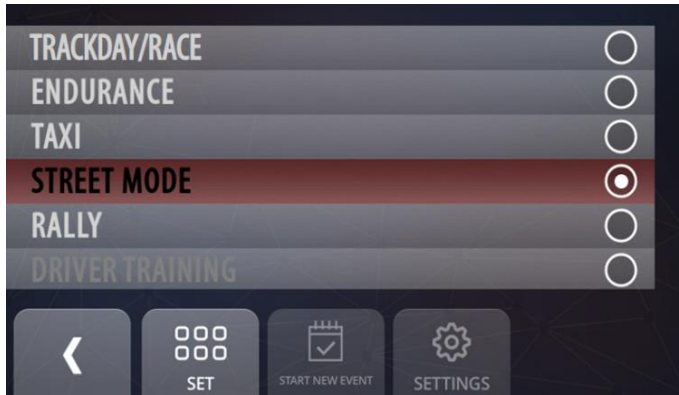 TRACKDAY/RACE
ENDURANCE
TAXI
STREET MODE
RALLY
DRIVER TRAINING
SET
START NEW EVENT
SETTINGS